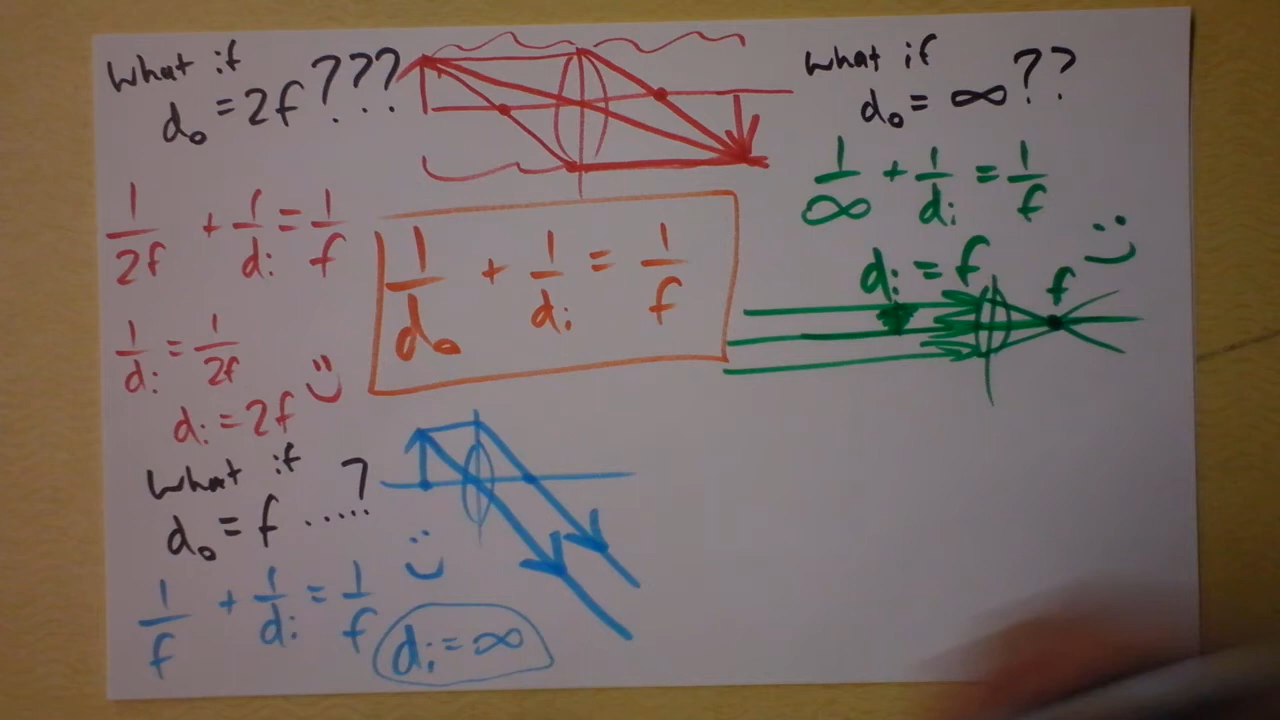 What if
d₀ = 2f ???
1/2f + 1/dᵢ = 1/f
1/dᵢ = 1/2f
dᵢ = 2f
1/d₀ + 1/dᵢ = 1/f
What if
d₀ = ∞ ??
1/∞ + 1/dᵢ = 1/f
dᵢ = f
f
What if
d₀ = f ..... ?
1/f + 1/dᵢ = 1/f
dᵢ = ∞